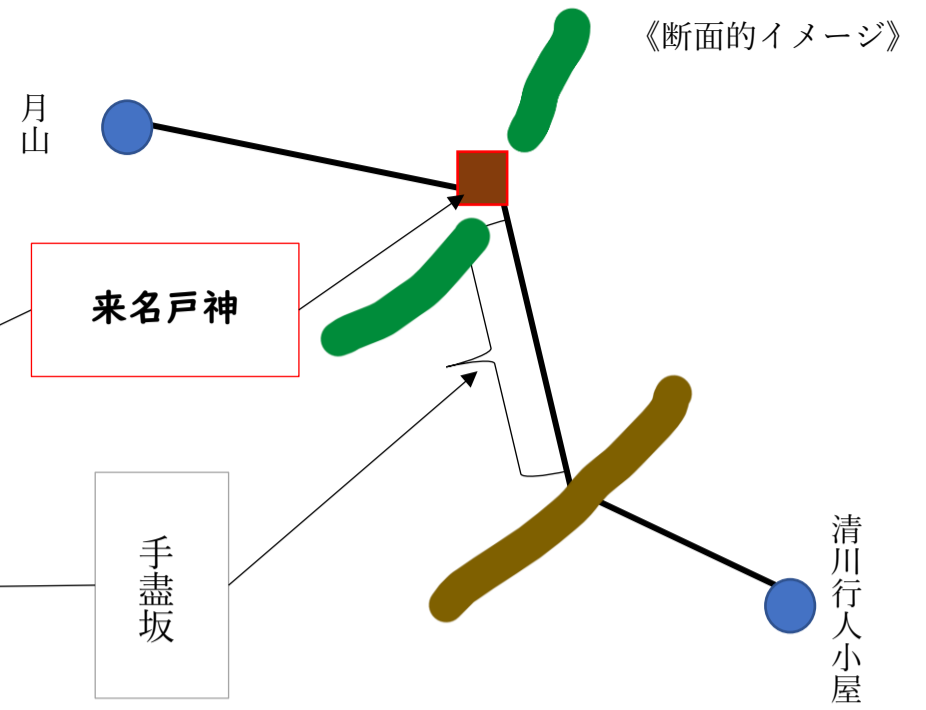 《断面的イメージ》
月山
来名戸神
手盡坂
清川行人小屋